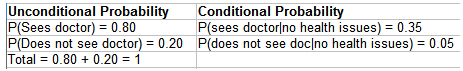 Unconditional Probability Conditional Probability
P(Sees doctor) = 0.80 P(sees doctor|no health issues) = 0.35
P(Does not see doctor) = 0.20 P(does not see doc|no health issues) = 0.05
Total = 0.80 + 0.20 = 1